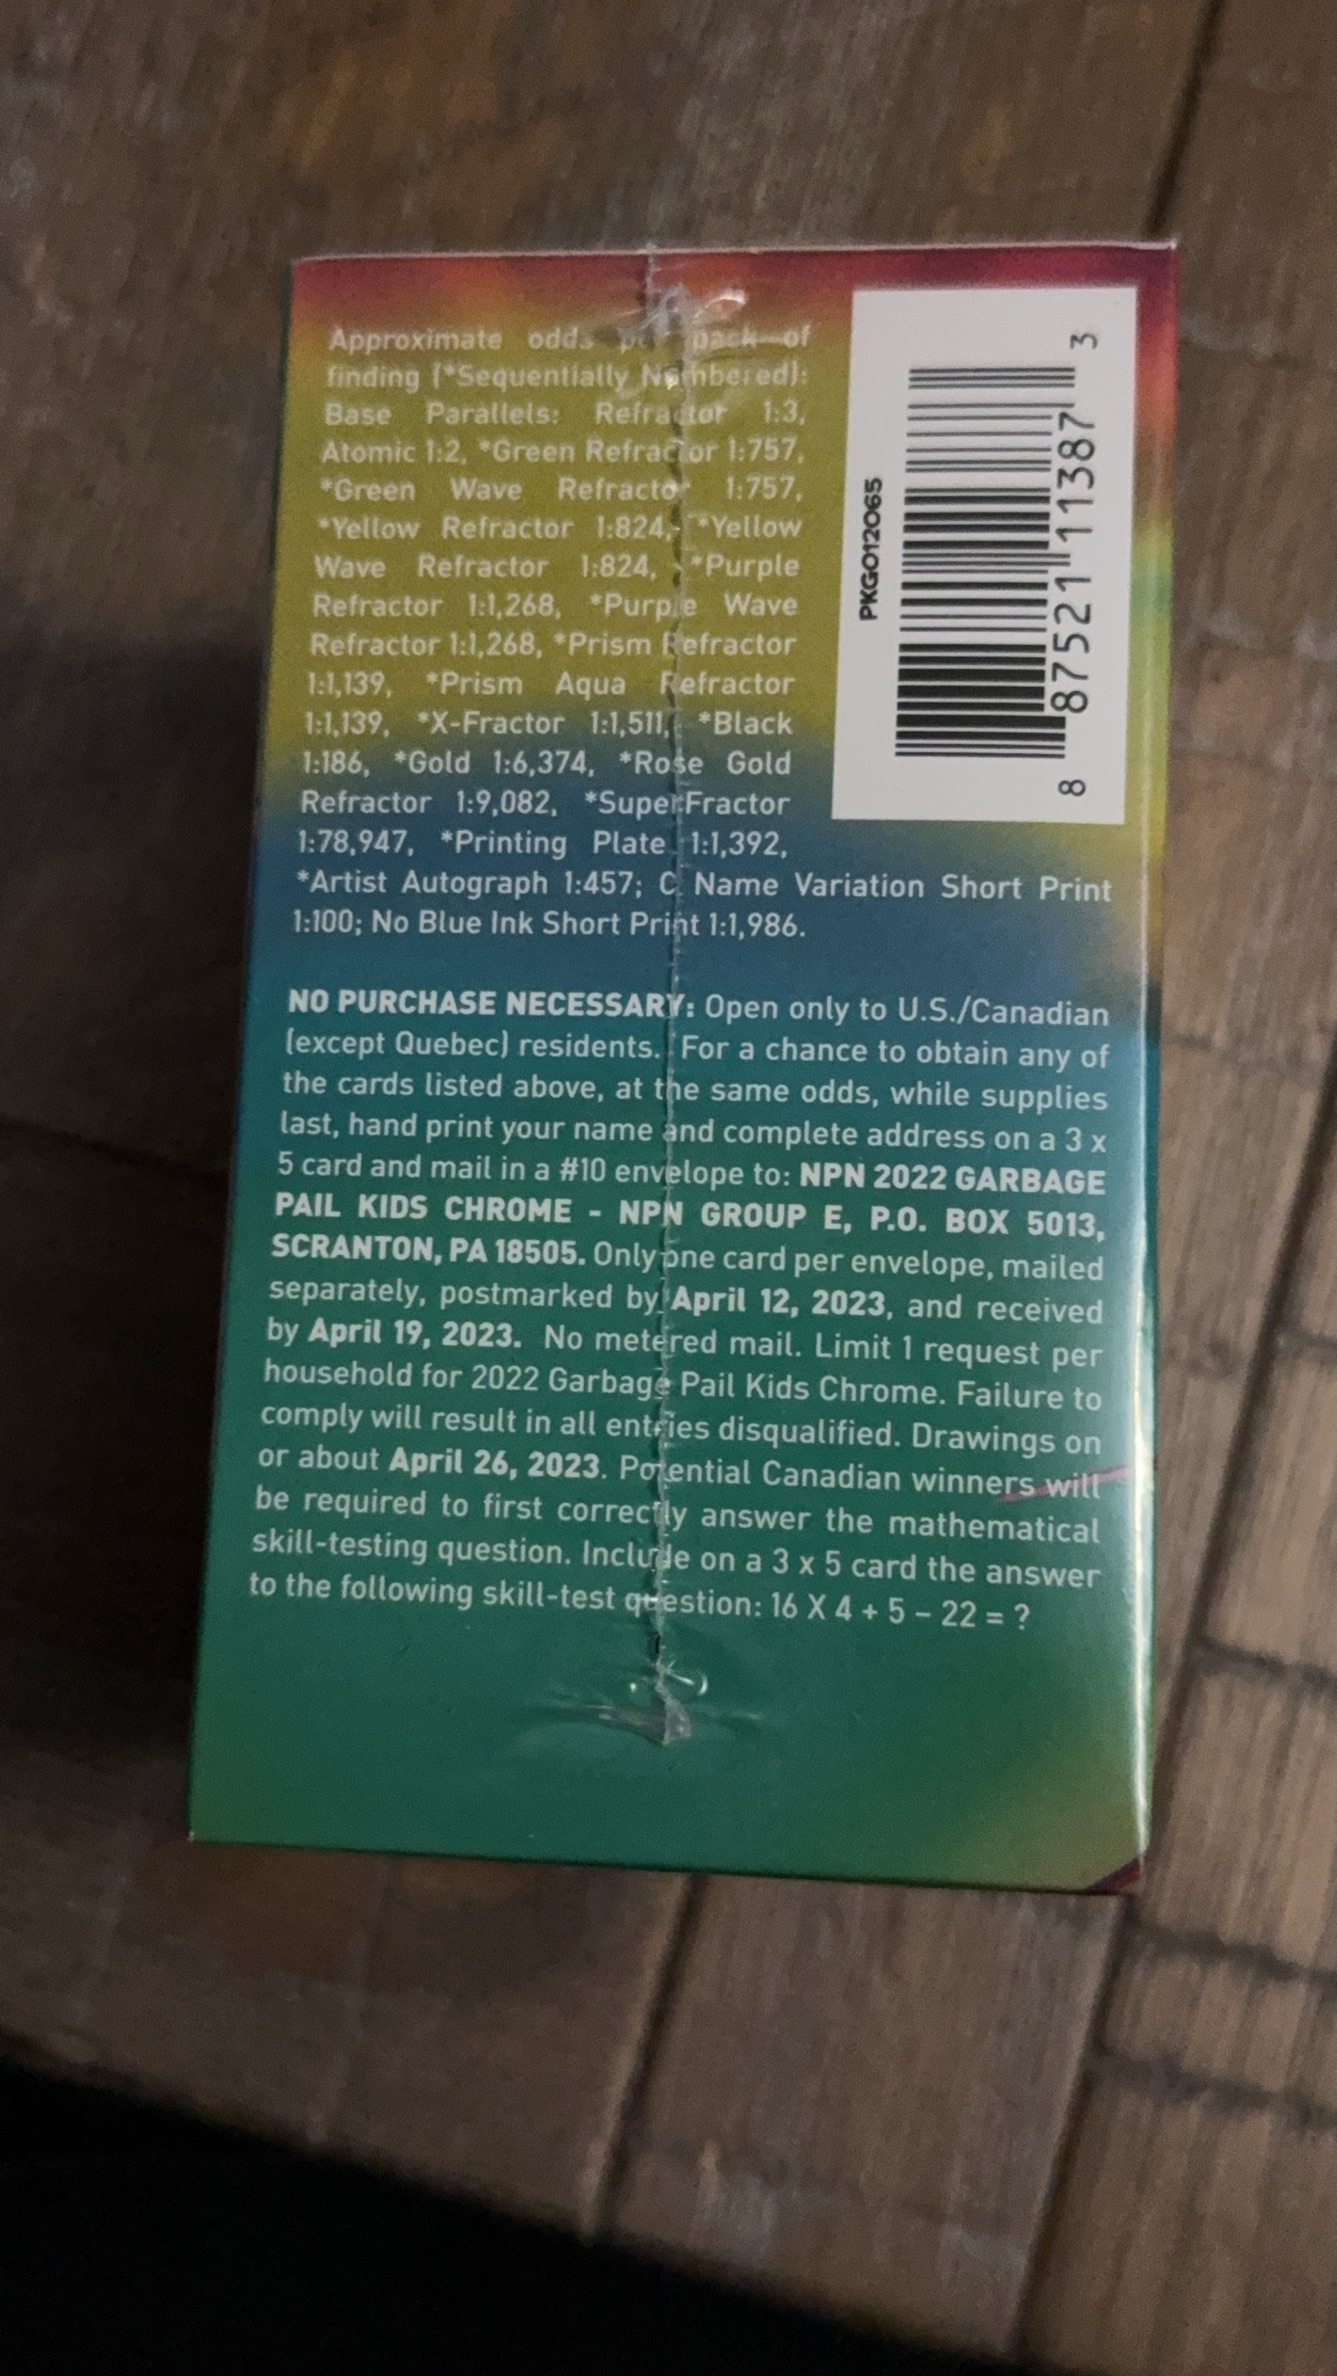 Approximate odds per pack of
finding (*Sequentially Numbered):
Base Parallels: Refractor 1:3,
Atomic 1:2, *Green Refractor 1:757,
*Green Wave Refractor 1:757,
*Yellow Refractor 1:824, *Yellow
Wave Refractor 1:824, *Purple
Refractor 1:1,268, *Purple Wave
Refractor 1:1,268, *Prism Refractor
1:1,139, *Prism Aqua Refractor
1:1,139, *X-Fractor 1:1,511, *Black
1:186, *Gold 1:6,374, *Rose Gold
Refractor 1:9,082, *SuperFractor
1:78,947, *Printing Plate 1:1,392,
*Artist Autograph 1:457; C Name Variation Short Print
1:100; No Blue Ink Short Print 1:1,986.
PKG012065
8 87521 11387 3
NO PURCHASE NECESSARY: Open only to U.S./Canadian
(except Quebec) residents. For a chance to obtain any of
the cards listed above, at the same odds, while supplies
last, hand print your name and complete address on a 3 x
5 card and mail in a #10 envelope to: NPN 2022 GARBAGE
PAIL KIDS CHROME - NPN GROUP E, P.O. BOX 5013,
SCRANTON, PA 18505. Only one card per envelope, mailed
separately, postmarked by April 12, 2023, and received
by April 19, 2023. No metered mail. Limit 1 request per
household for 2022 Garbage Pail Kids Chrome. Failure to
comply will result in all entries disqualified. Drawings on
or about April 26, 2023. Potential Canadian winners will
be required to first correctly answer the mathematical
skill-testing question. Include on a 3 x 5 card the answer
to the following skill-test question: 16 X 4 + 5 – 22 = ?